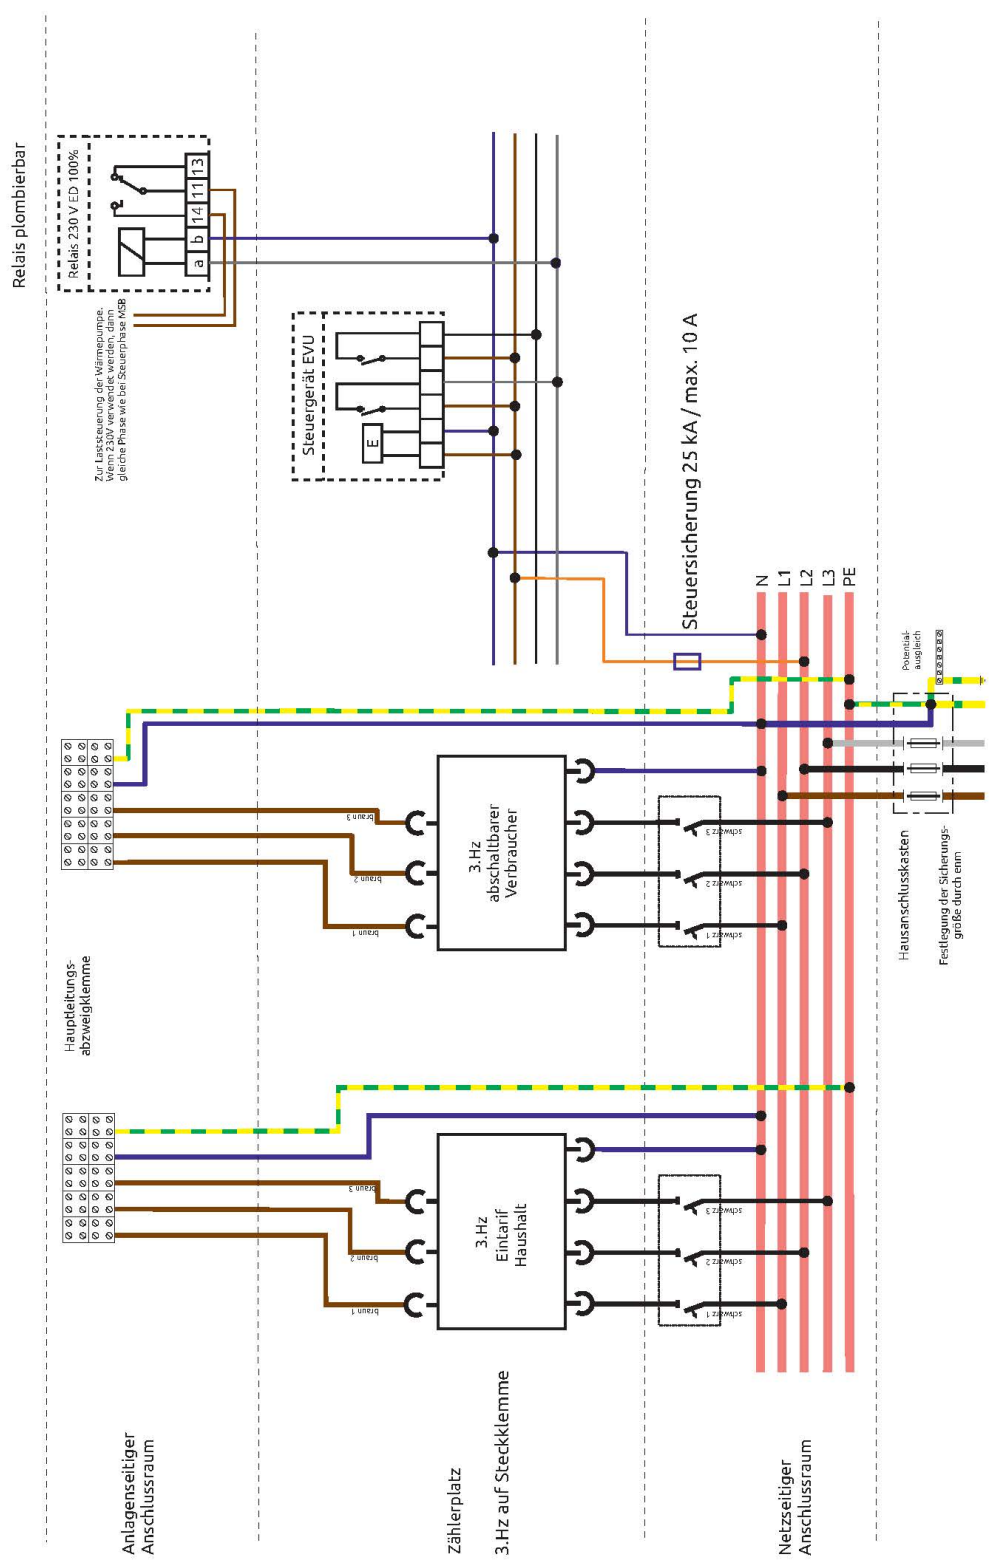 Relais plombierbar
Relais 230 V ED 100%
a
b
14
11
13
Zur Laststeuerung der Wärmepumpe.
Wenn 230V verwendet werden, dann
gleiche Phase wie bei Steuerphase MSB
Steuergerät EVU
E
Steuersicherung 25 kA / max. 10 A
N
L1
L2
L3
PE
Potential-
ausgleich
Hauptleitungs-
abzweigklemme
braun 1
braun 2
braun 3
3.Hz
abschaltbarer
Verbraucher
schwarz 1
schwarz 2
schwarz 3
Hausanschlusskasten
Festlegung der Sicherungs-
größe durch enm
braun 1
braun 2
braun 3
3.Hz
Eintarif
Haushalt
schwarz 1
schwarz 2
schwarz 3
Anlagenseitiger
Anschlussraum
Zählerplatz
3.Hz auf Steckklemme
Netzseitiger
Anschlussraum